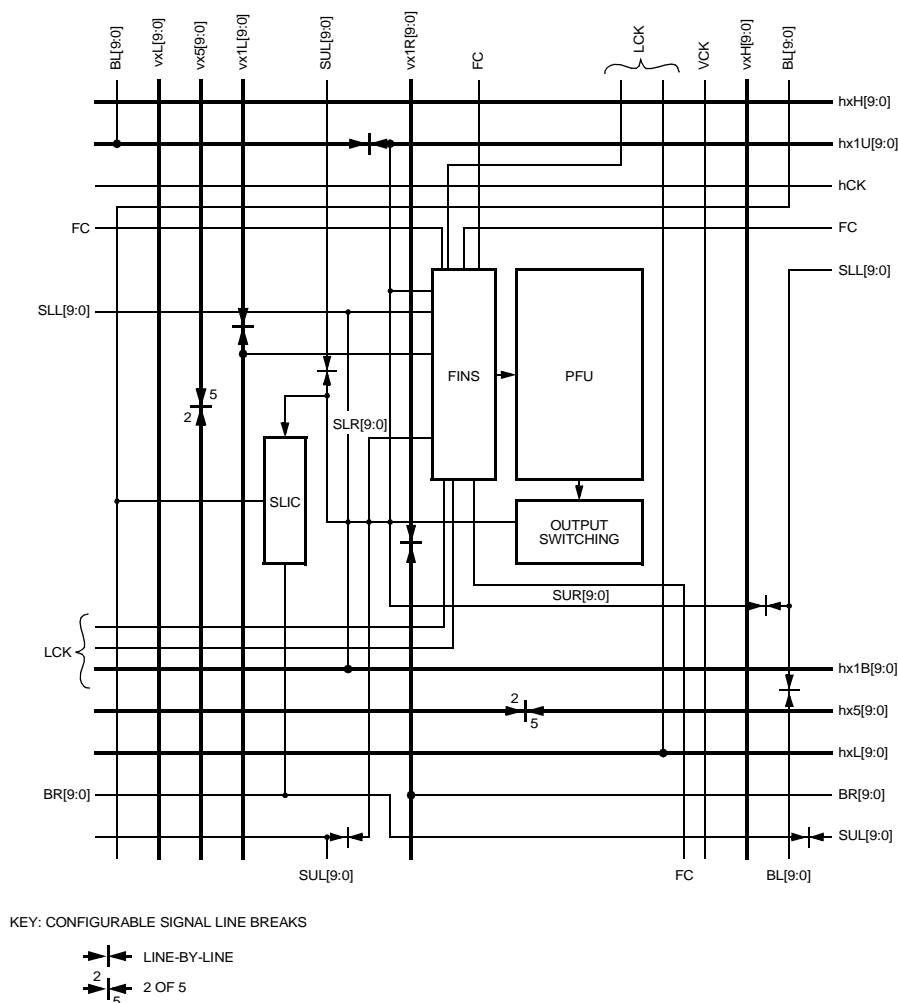 BL[9:0]
vxL[9:0]
vx5[9:0]
vx1L[9:0]
SUL[9:0]
vx1R[9:0]
FC
LCK
VCK
vxH[9:0]
BL[9:0]
hxH[9:0]
hx1U[9:0]
hCK
FC
FC
SLL[9:0]
SLL[9:0]
FINS
PFU
5
2
SLR[9:0]
SLIC
OUTPUT
SWITCHING
SUR[9:0]
LCK
hx1B[9:0]
2
5
hx5[9:0]
hxL[9:0]
BR[9:0]
BR[9:0]
SUL[9:0]
SUL[9:0]
FC
BL[9:0]
KEY: CONFIGURABLE SIGNAL LINE BREAKS
LINE-BY-LINE
2
5
2 OF 5